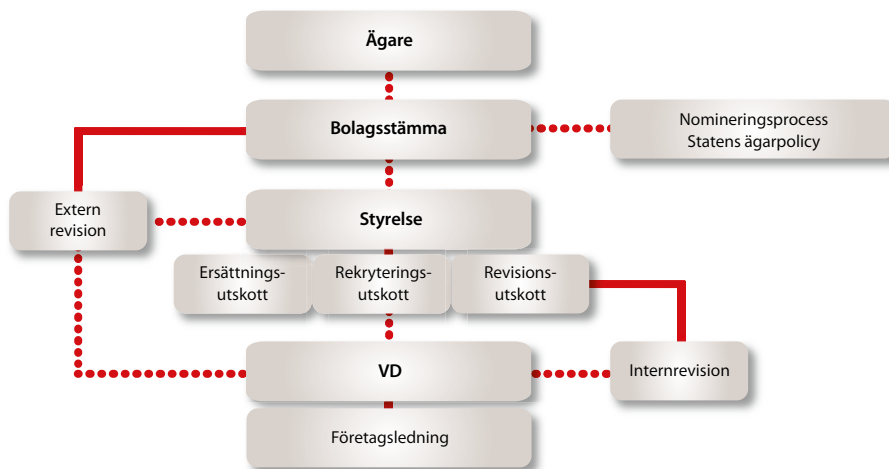 Ägare
Bolagsstämma
Nomineringsprocess
Statens ägarpolicy
Extern
revision
Styrelse
Ersättnings-
utskott
Rekryterings-
utskott
Revisions-
utskott
VD
Internrevision
Företagsledning